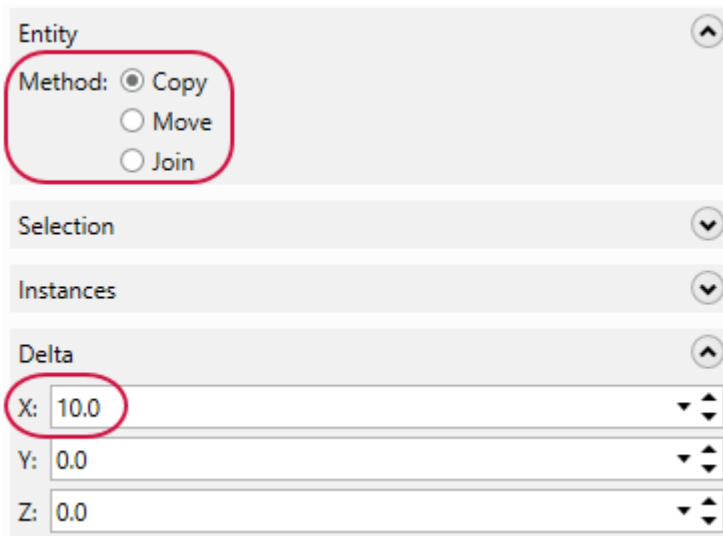 Entity
Method: Copy
Move
Join
Selection
Instances
Delta
X: 10.0
Y: 0.0
Z: 0.0